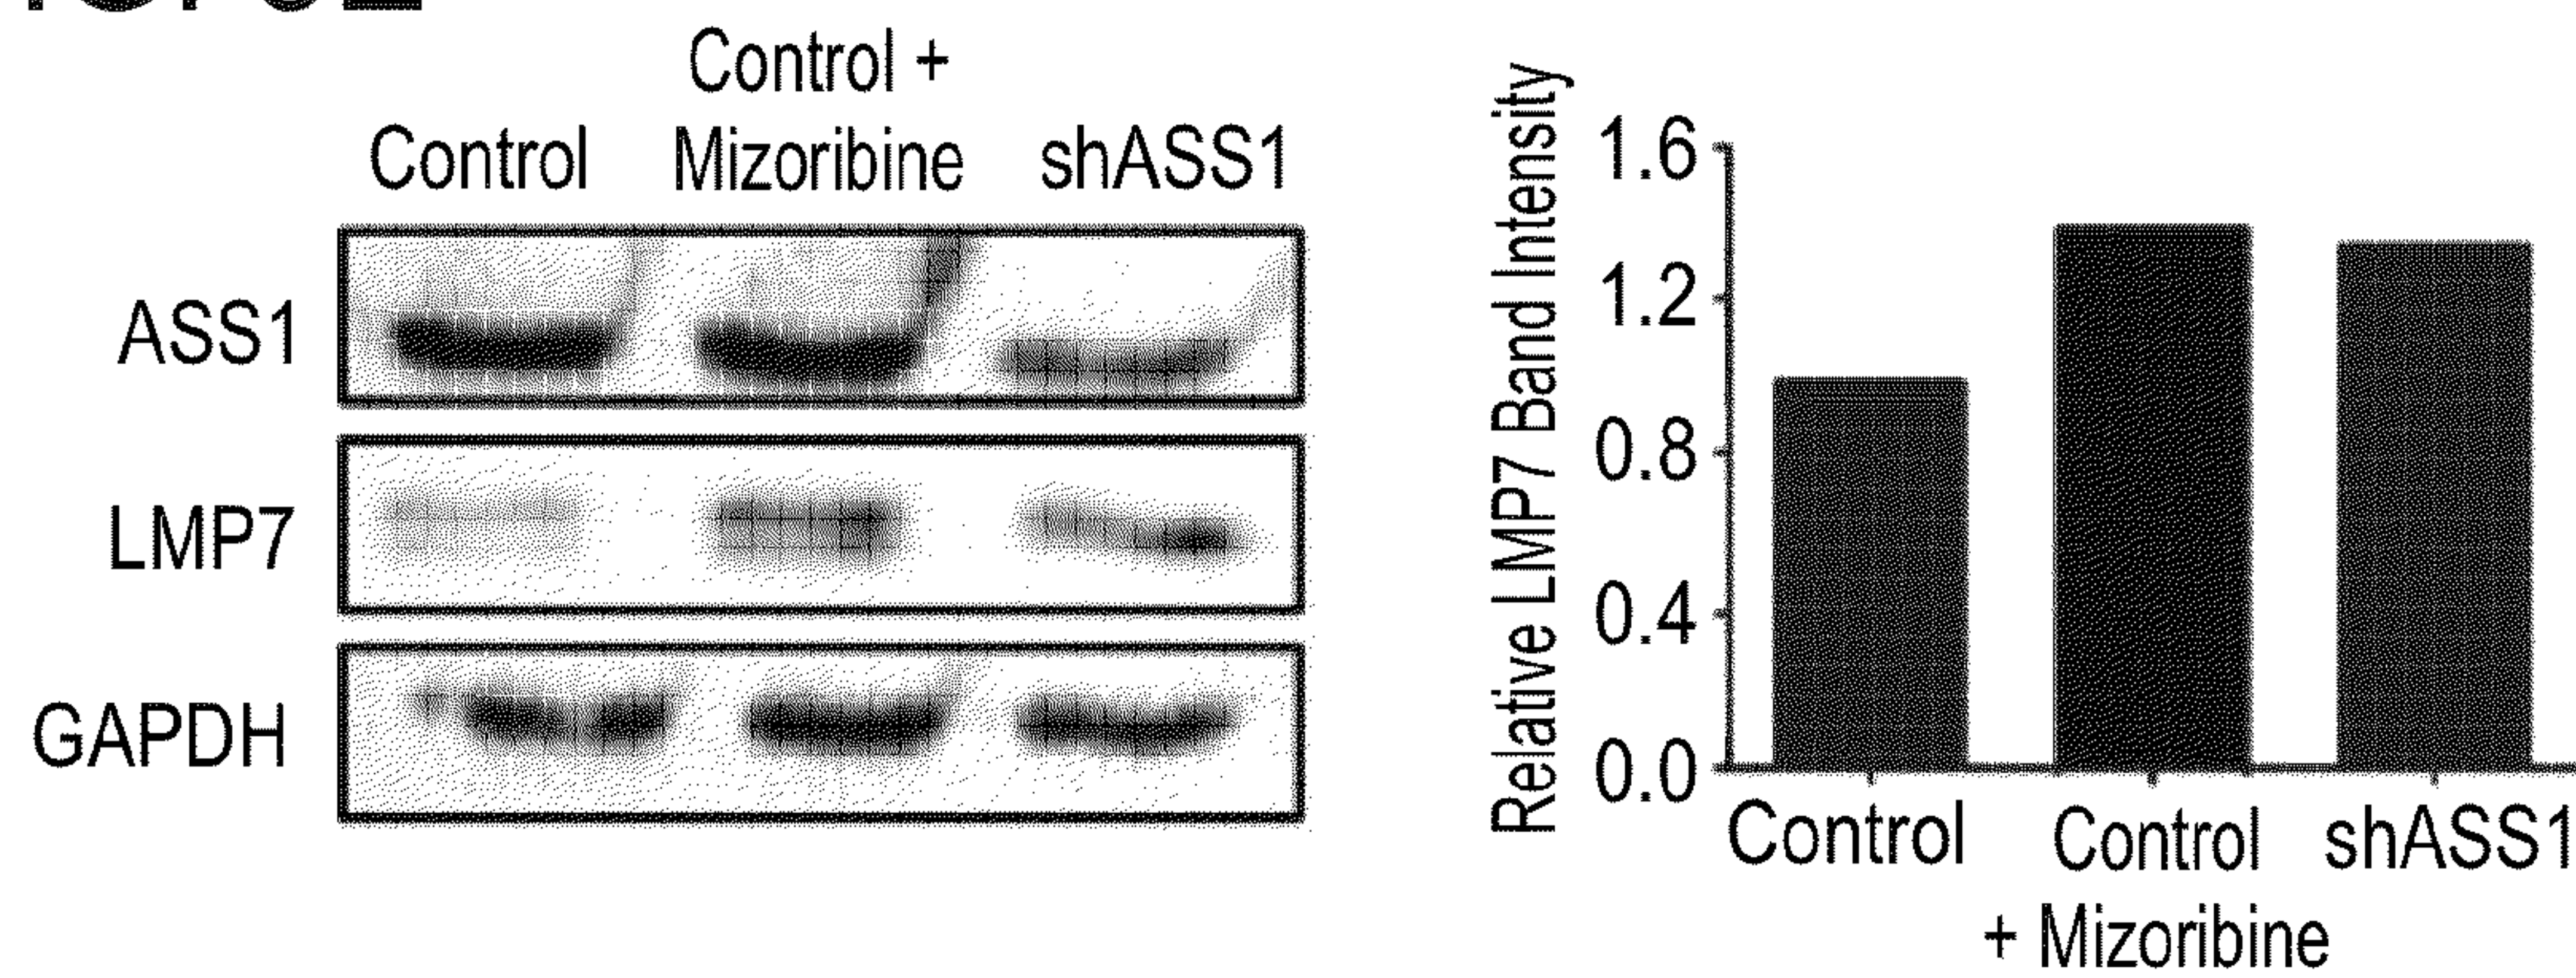 Control +
Control Mizoribine shASS1
ASS1
LMP7
GAPDH
Relative LMP7 Band Intensity
1.6
1.2
0.8
0.4
0.0
Control Control shASS1
+ Mizoribine